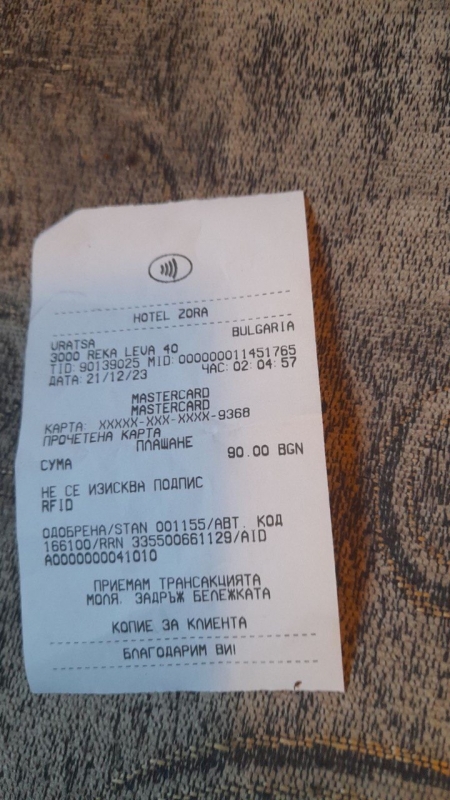 HOTEL ZORA
URATSA BULGARIA
3000 REKA LEVA 40
TID: 90139025 MID: 000000011451765
ДАТА: 21/12/23 ЧАС: 02:04:57
MASTERCARD
MASTERCARD
КАРТА: XXXXX-XXX-XXXX-9368
ПРОЧЕТЕНА КАРТА
ПЛАЩАНЕ
СУМА 90.00 BGN
НЕ СЕ ИЗИСКВА ПОДПИС
RFID
ОДОБРЕНА/STAN 001155/АВТ. КОД
166100/RRN 335500661129/AID
A0000000041010
ПРИЕМАМ ТРАНСАКЦИЯТА
МОЛЯ, ЗАДРЪЖ БЕЛЕЖКАТА
КОПИЕ ЗА КЛИЕНТА
БЛАГОДАРИМ ВИ!